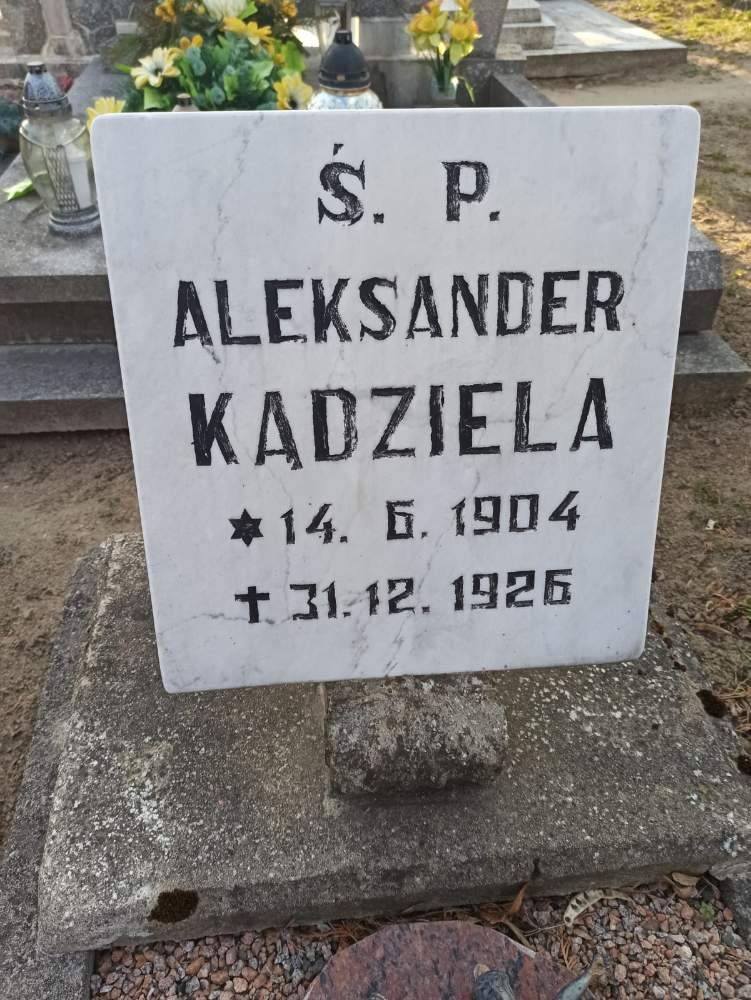 Ś. P.
ALEKSANDER
KĄDZIELA
✶ 14. 6. 1904
✝ 31. 12. 1926